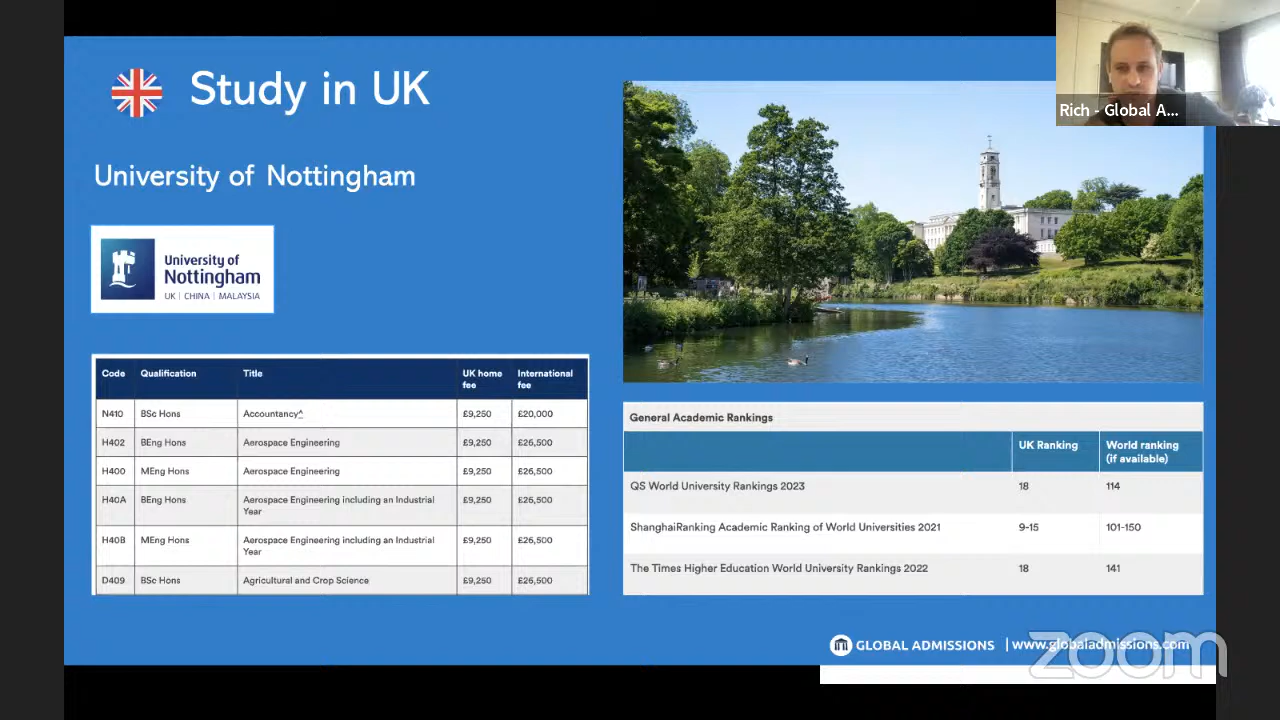 Study in UK
Rich - Global A...
University of Nottingham
University of
Nottingham
UK | CHINA | MALAYSIA
Code Qualification Title UK home fee International fee
N410 BSc Hons Accountancy^ £9,250 £20,000
H402 BEng Hons Aerospace Engineering £9,250 £26,500
H400 MEng Hons Aerospace Engineering £9,250 £26,500
H40A BEng Hons Aerospace Engineering including an Industrial Year £9,250 £26,500
H40B MEng Hons Aerospace Engineering including an Industrial Year £9,250 £26,500
D409 BSc Hons Agricultural and Crop Science £9,250 £26,500
General Academic Rankings
UK Ranking World ranking (if available)
QS World University Rankings 2023 18 114
ShanghaiRanking Academic Ranking of World Universities 2021 9-15 101-150
The Times Higher Education World University Rankings 2022 18 141
GLOBAL ADMISSIONS | www.globaladmissions.com
zoom